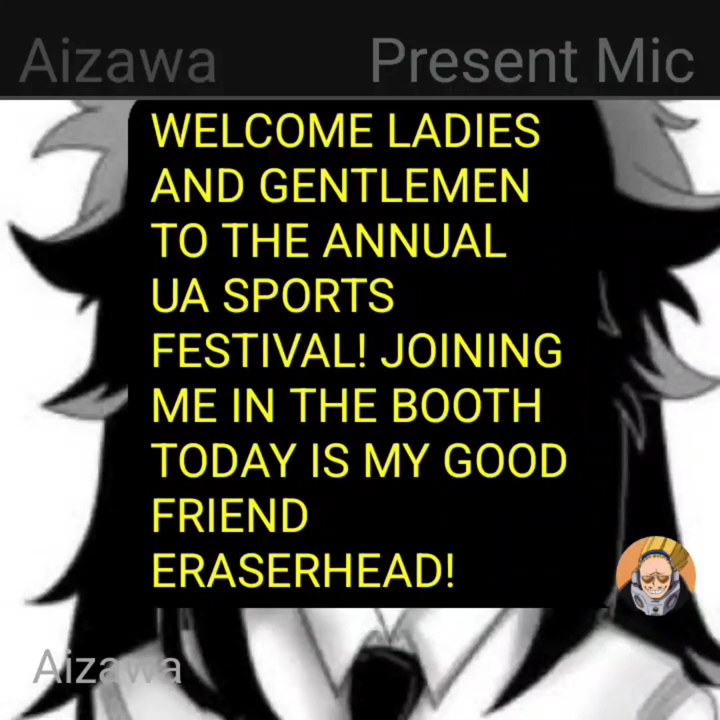 Aizawa Present Mic
WELCOME LADIES
AND GENTLEMEN
TO THE ANNUAL
UA SPORTS
FESTIVAL! JOINING
ME IN THE BOOTH
TODAY IS MY GOOD
FRIEND
ERASERHEAD!
Aizawa